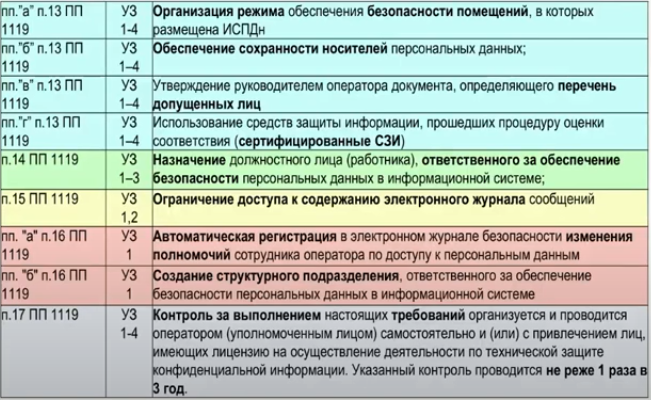 пп."а" п.13 ПП 1119 УЗ 1-4 Организация режима обеспечения безопасности помещений, в которых
размещена ИСПДн
пп."б" п.13 ПП 1119 УЗ 1–4 Обеспечение сохранности носителей персональных данных;
пп."в" п.13 ПП 1119 УЗ 1–4 Утверждение руководителем оператора документа, определяющего перечень
допущенных лиц
пп."г" п.13 ПП 1119 УЗ 1–4 Использование средств защиты информации, прошедших процедуру оценки
соответствия (сертифицированные СЗИ)
п.14 ПП 1119 УЗ 1–3 Назначение должностного лица (работника), ответственного за обеспечение
безопасности персональных данных в информационной системе;
п.15 ПП 1119 УЗ 1,2 Ограничение доступа к содержанию электронного журнала сообщений
пп. "а" п.16 ПП 1119 УЗ 1 Автоматическая регистрация в электронном журнале безопасности изменения
полномочий сотрудника оператора по доступу к персональным данным
пп. "б" п.16 ПП 1119 УЗ 1 Создание структурного подразделения, ответственного за обеспечение
безопасности персональных данных в информационной системе
п.17 ПП 1119 УЗ 1-4 Контроль за выполнением настоящих требований организуется и проводится
оператором (уполномоченным лицом) самостоятельно и (или) с привлечением лиц,
имеющих лицензию на осуществление деятельности по технической защите
конфиденциальной информации. Указанный контроль проводится не реже 1 раза в
3 год.